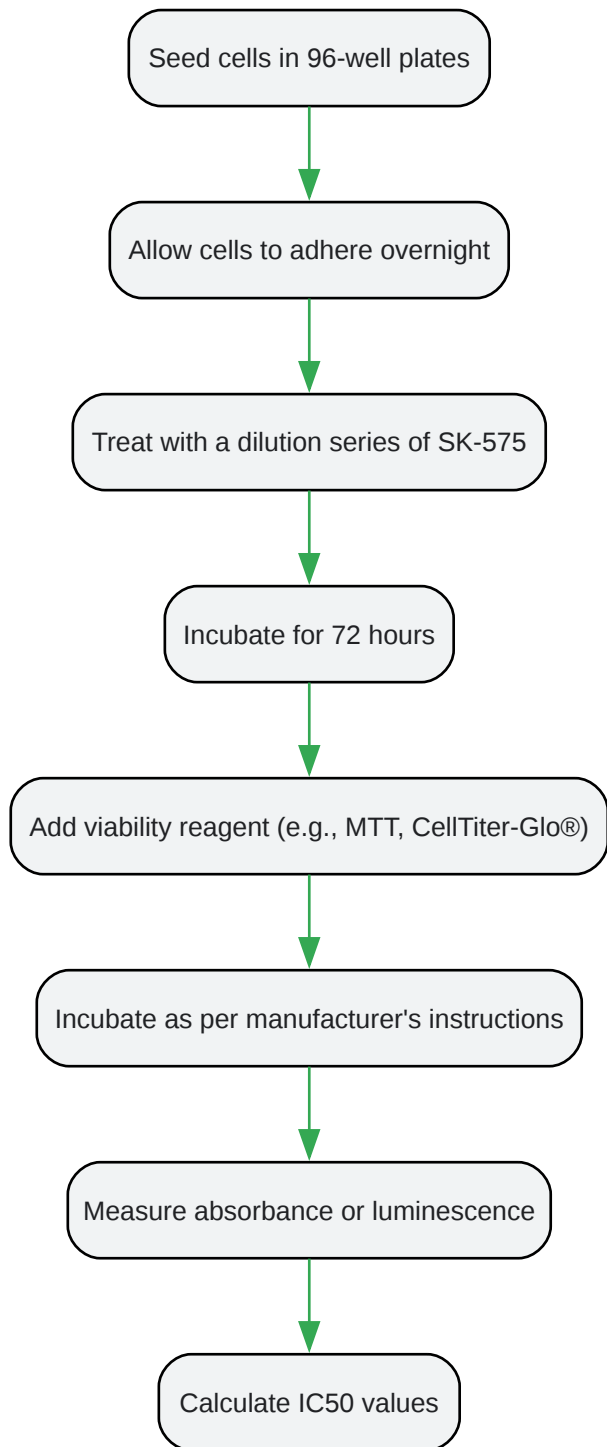 Seed cells in 96-well plates
Allow cells to adhere overnight
Treat with a dilution series of SK-575
Incubate for 72 hours
Add viability reagent (e.g., MTT, CellTiter-Glo®)
Incubate as per manufacturer's instructions
Measure absorbance or luminescence
Calculate IC50 values